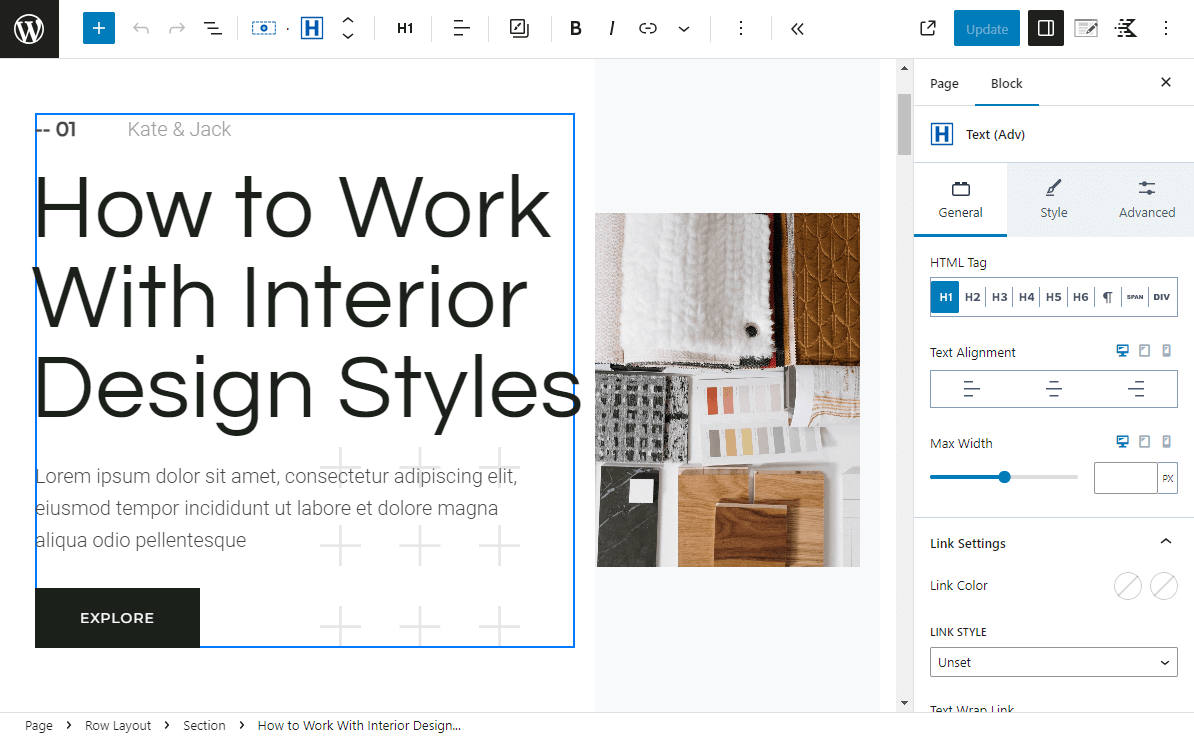 H1
B
I
Update
-- 01 Kate & Jack
How to Work
With Interior
Design Styles
Lorem ipsum dolor sit amet, consectetur adipiscing elit,
eiusmod tempor incididunt ut labore et dolore magna
aliqua odio pellentesque
EXPLORE
Page Block
H Text (Adv)
General Style Advanced
HTML Tag
H1 H2 H3 H4 H5 H6 ¶ SPAN DIV
Text Alignment
Max Width
PX
Link Settings
Link Color
LINK STYLE
Unset
Text Wrap Link
Page > Row Layout > Section > How to Work With Interior Design...